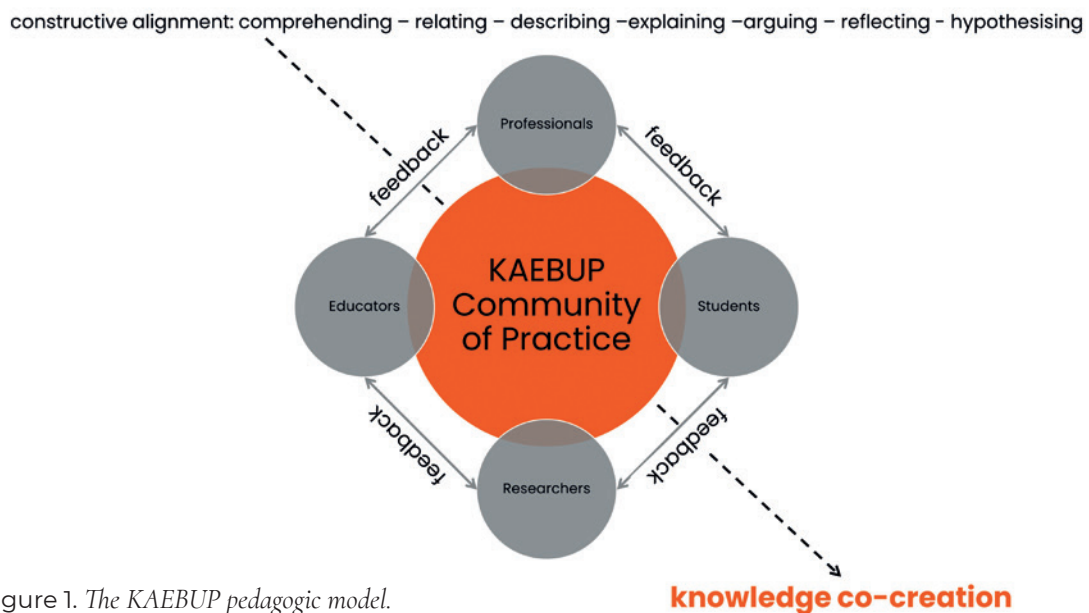 constructive alignment: comprehending – relating – describing –explaining –arguing – reflecting - hypothesising
Professionals
feedback
feedback
KAEBUP
Community
of Practice
Educators
Students
feedback
feedback
Researchers
gure 1. The KAEBUP pedagogic model.
knowledge co-creation